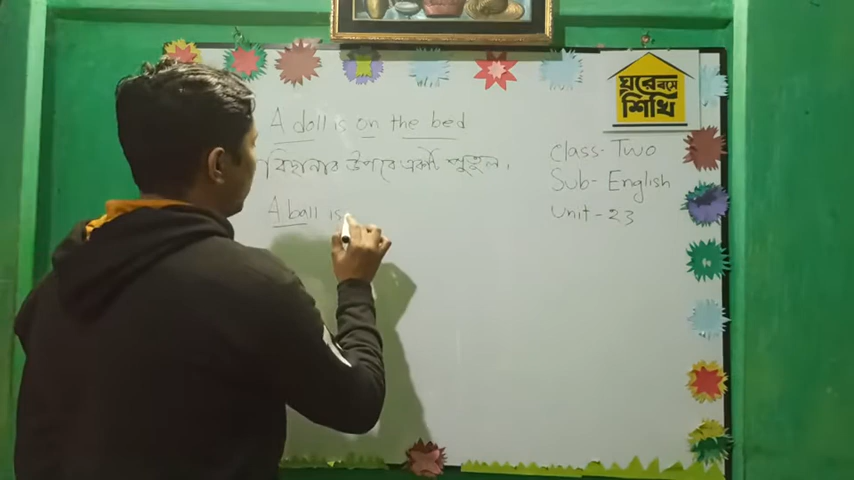 A doll is on the bed
বিছানার উপরে একটি পুতুল ।
A ball is
Class- Two
Sub- English
Unit - 23
ঘরে বসে
শিখি